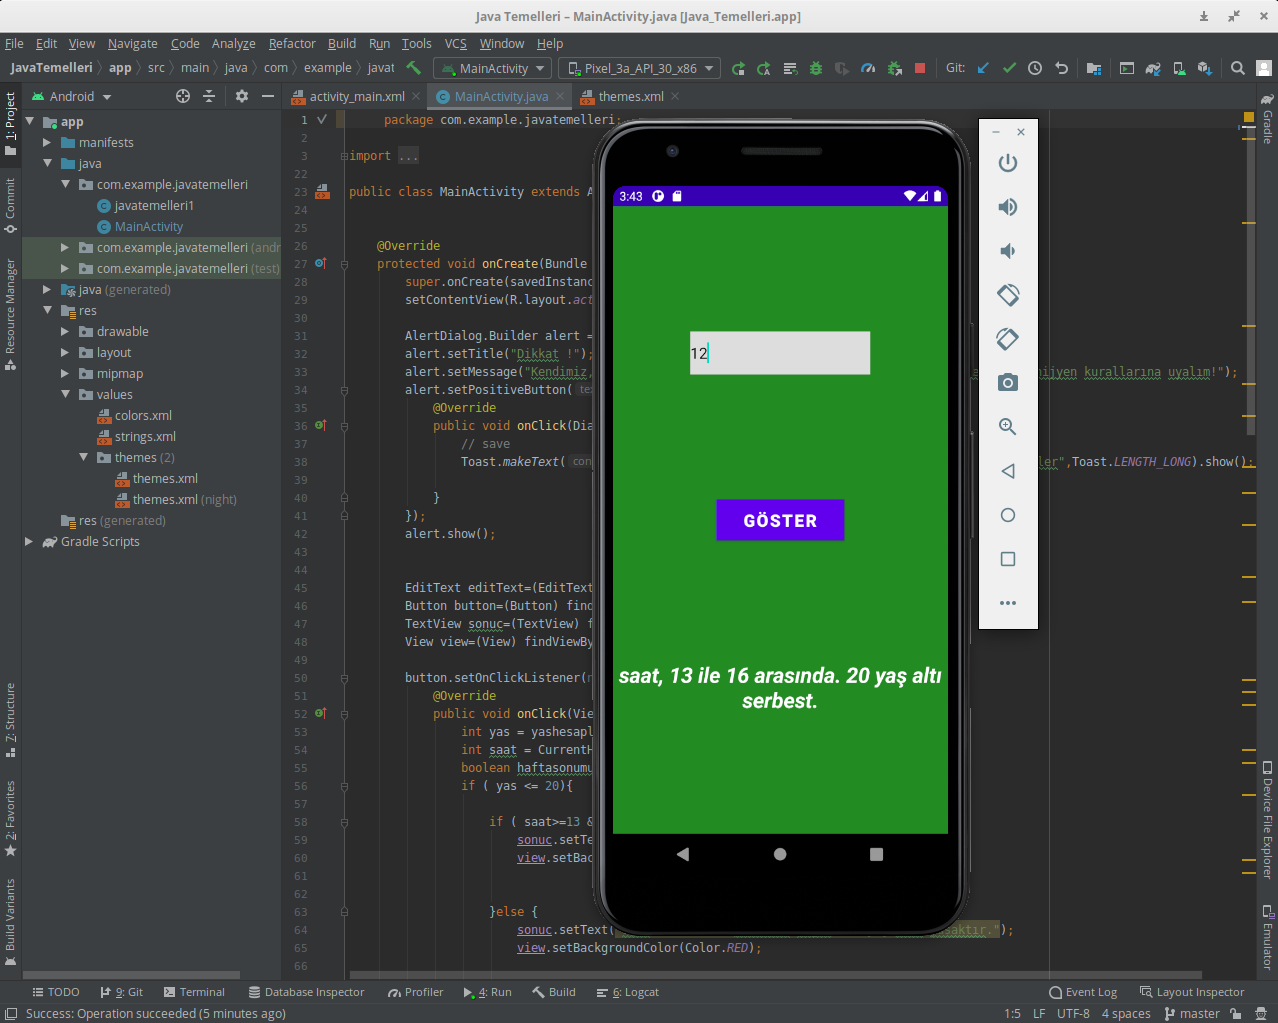 Java Temelleri – MainActivity.java [Java_Temelleri.app]
File Edit View Navigate Code Analyze Refactor Build Run Tools VCS Window Help
JavaTemelleri app src main java com example javat MainActivity Pixel_3a_API_30_x86 Git:
Android activity_main.xml MainActivity.java themes.xml
1: Project
Commit
Resource Manager
7: Structure
2: Favorites
Build Variants
app
manifests
java
com.example.javatemelleri
javatemelleri1
MainActivity
com.example.javatemelleri (andr
com.example.javatemelleri (test)
java (generated)
res
drawable
layout
mipmap
values
colors.xml
strings.xml
themes (2)
themes.xml
themes.xml (night)
res (generated)
Gradle Scripts
1 package com.example.javatemelleri;
2
3 import ...
22
23 public class MainActivity extends A
24
25
26 @Override
27 protected void onCreate(Bundle
28 super.onCreate(savedInstanc
29 setContentView(R.layout.act
30
31 AlertDialog.Builder alert =
32 alert.setTitle("Dikkat !");
33 alert.setMessage("Kendimiz, nijyen kurallarına uyalım!");
34 alert.setPositiveButton( tex
35 @Override
36 public void onClick(Dia
37 // save
38 Toast.makeText( con ler",Toast.LENGTH_LONG).show();
39
40 }
41 });
42 alert.show();
43
44
45 EditText editText=(EditText
46 Button button=(Button) find
47 TextView sonuc=(TextView) f
48 View view=(View) findViewBy
49
50 button.setOnClickListener(n
51 @Override
52 public void onClick(Vie
53 int yas = yashesapl
54 int saat = CurrentH
55 boolean haftasonumu
56 if ( yas <= 20){
57
58 if ( saat>=13 &
59 sonuc.setTe
60 view.setBac
61
62
63 }else {
64 sonuc.setText( saktır.");
65 view.setBackgroundColor(Color.RED);
66
3:43
12
GÖSTER
saat, 13 ile 16 arasında. 20 yaş altı
serbest.
Gradle
Device File Explorer
Emulator
TODO 9: Git Terminal Database Inspector Profiler 4: Run Build 6: Logcat Event Log Layout Inspector
Success: Operation succeeded (5 minutes ago) 1:5 LF UTF-8 4 spaces master